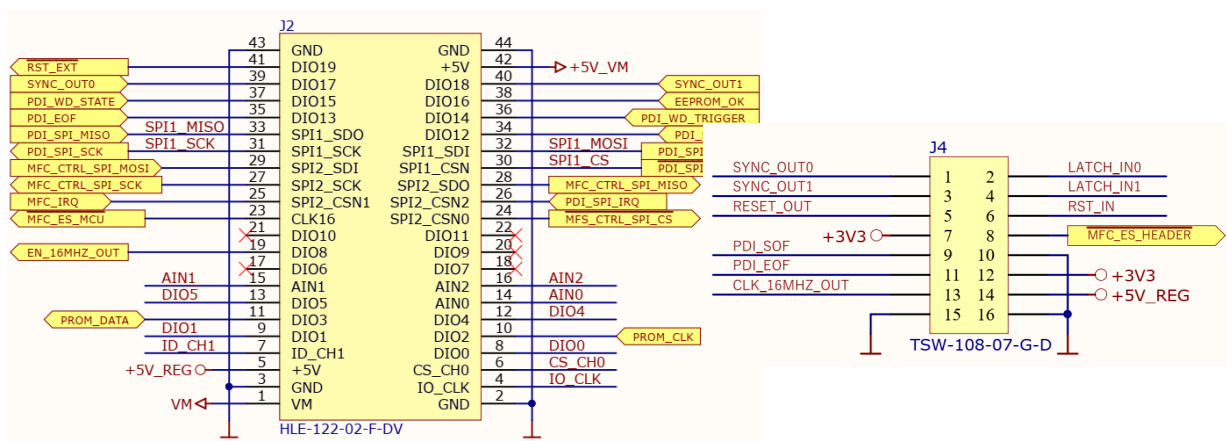 J2
43 GND GND 44
RST_EXT 41 DIO19 +5V 42 +5V_VM
SYNC_OUT0 39 DIO17 DIO18 40 SYNC_OUT1
PDI_WD_STATE 37 DIO15 DIO16 38 EEPROM_OK
PDI_EOF 35 DIO13 DIO14 36 PDI_WD_TRIGGER
PDI_SPI_MISO SPI1_MISO 33 SPI1_SDO DIO12 34
PDI_SPI_SCK SPI1_SCK 31 SPI1_SCK SPI1_SDI 32 SPI1_MOSI PDI_SPI
MFC_CTRL_SPI_MOSI 29 SPI2_SDI SPI1_CSN 30 SPI1_CS PDI_SPI
MFC_CTRL_SPI_SCK 27 SPI2_SCK SPI2_SDO 28 MFC_CTRL_SPI_MISO
MFC_IRQ 25 SPI2_CSN1 SPI2_CSN2 26 PDI_SPI_IRQ
MFC_ES_MCU 23 CLK16 SPI2_CSN0 24 MFS_CTRL_SPI_CS
21 DIO10 DIO11 22
EN_16MHZ_OUT 19 DIO8 DIO9 20
17 DIO6 DIO7 18
AIN1 15 AIN1 AIN2 16 AIN2
DIO5 13 DIO5 AIN0 14 AIN0
PROM_DATA 11 DIO3 DIO4 12 DIO4
DIO1 9 DIO1 DIO2 10 PROM_CLK
ID_CH1 7 ID_CH1 DIO0 8 DIO0
+5V_REG 5 +5V CS_CH0 6 CS_CH0
3 GND IO_CLK 4 IO_CLK
VM 1 VM GND 2
HLE-122-02-F-DV
J4
SYNC_OUT0 1 2 LATCH_IN0
SYNC_OUT1 3 4 LATCH_IN1
RESET_OUT 5 6 RST_IN
+3V3 7 8 MFC_ES_HEADER
PDI_SOF 9 10
PDI_EOF 11 12 +3V3
CLK_16MHZ_OUT 13 14 +5V_REG
15 16
TSW-108-07-G-D